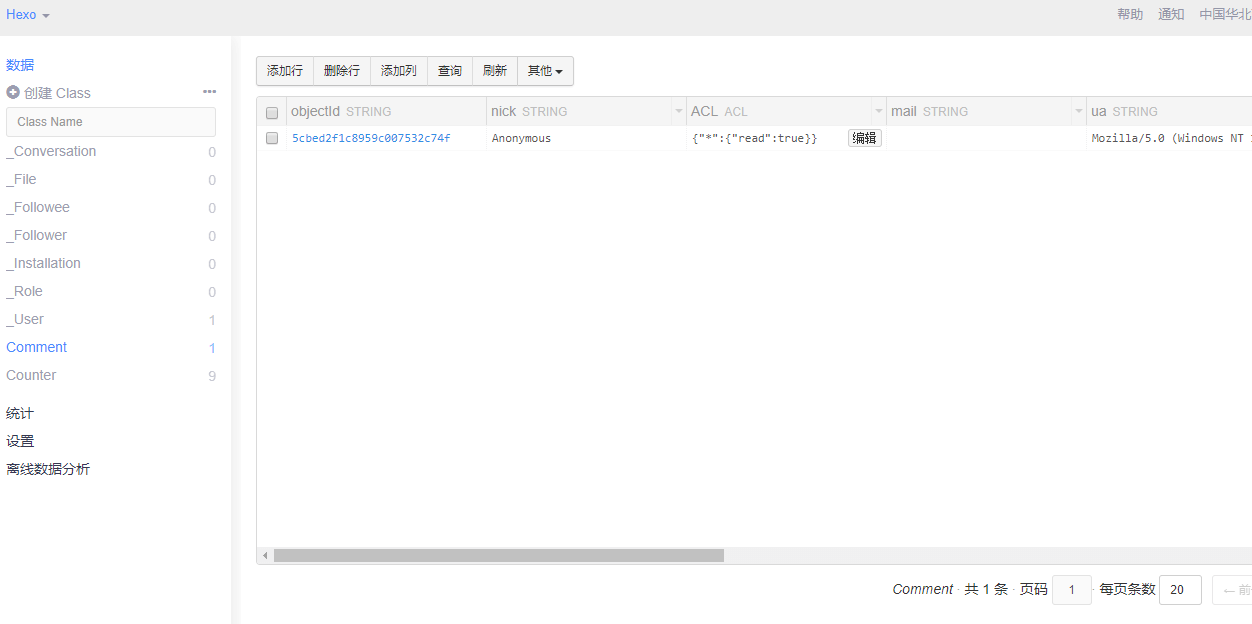 Hexo
帮助 通知 中国华北
数据
创建 Class
Class Name
_Conversation 0
_File 0
_Followee 0
_Follower 0
_Installation 0
_Role 0
_User 1
Comment 1
Counter 9
统计
设置
离线数据分析
添加行 删除行 添加列 查询 刷新 其他
objectId STRING nick STRING ACL ACL mail STRING ua STRING
5cbed2f1c8959c007532c74f Anonymous {"*":{"read":true}} 编辑 Mozilla/5.0 (Windows NT
Comment · 共 1 条 · 页码 1 · 每页条数 20 ← 前